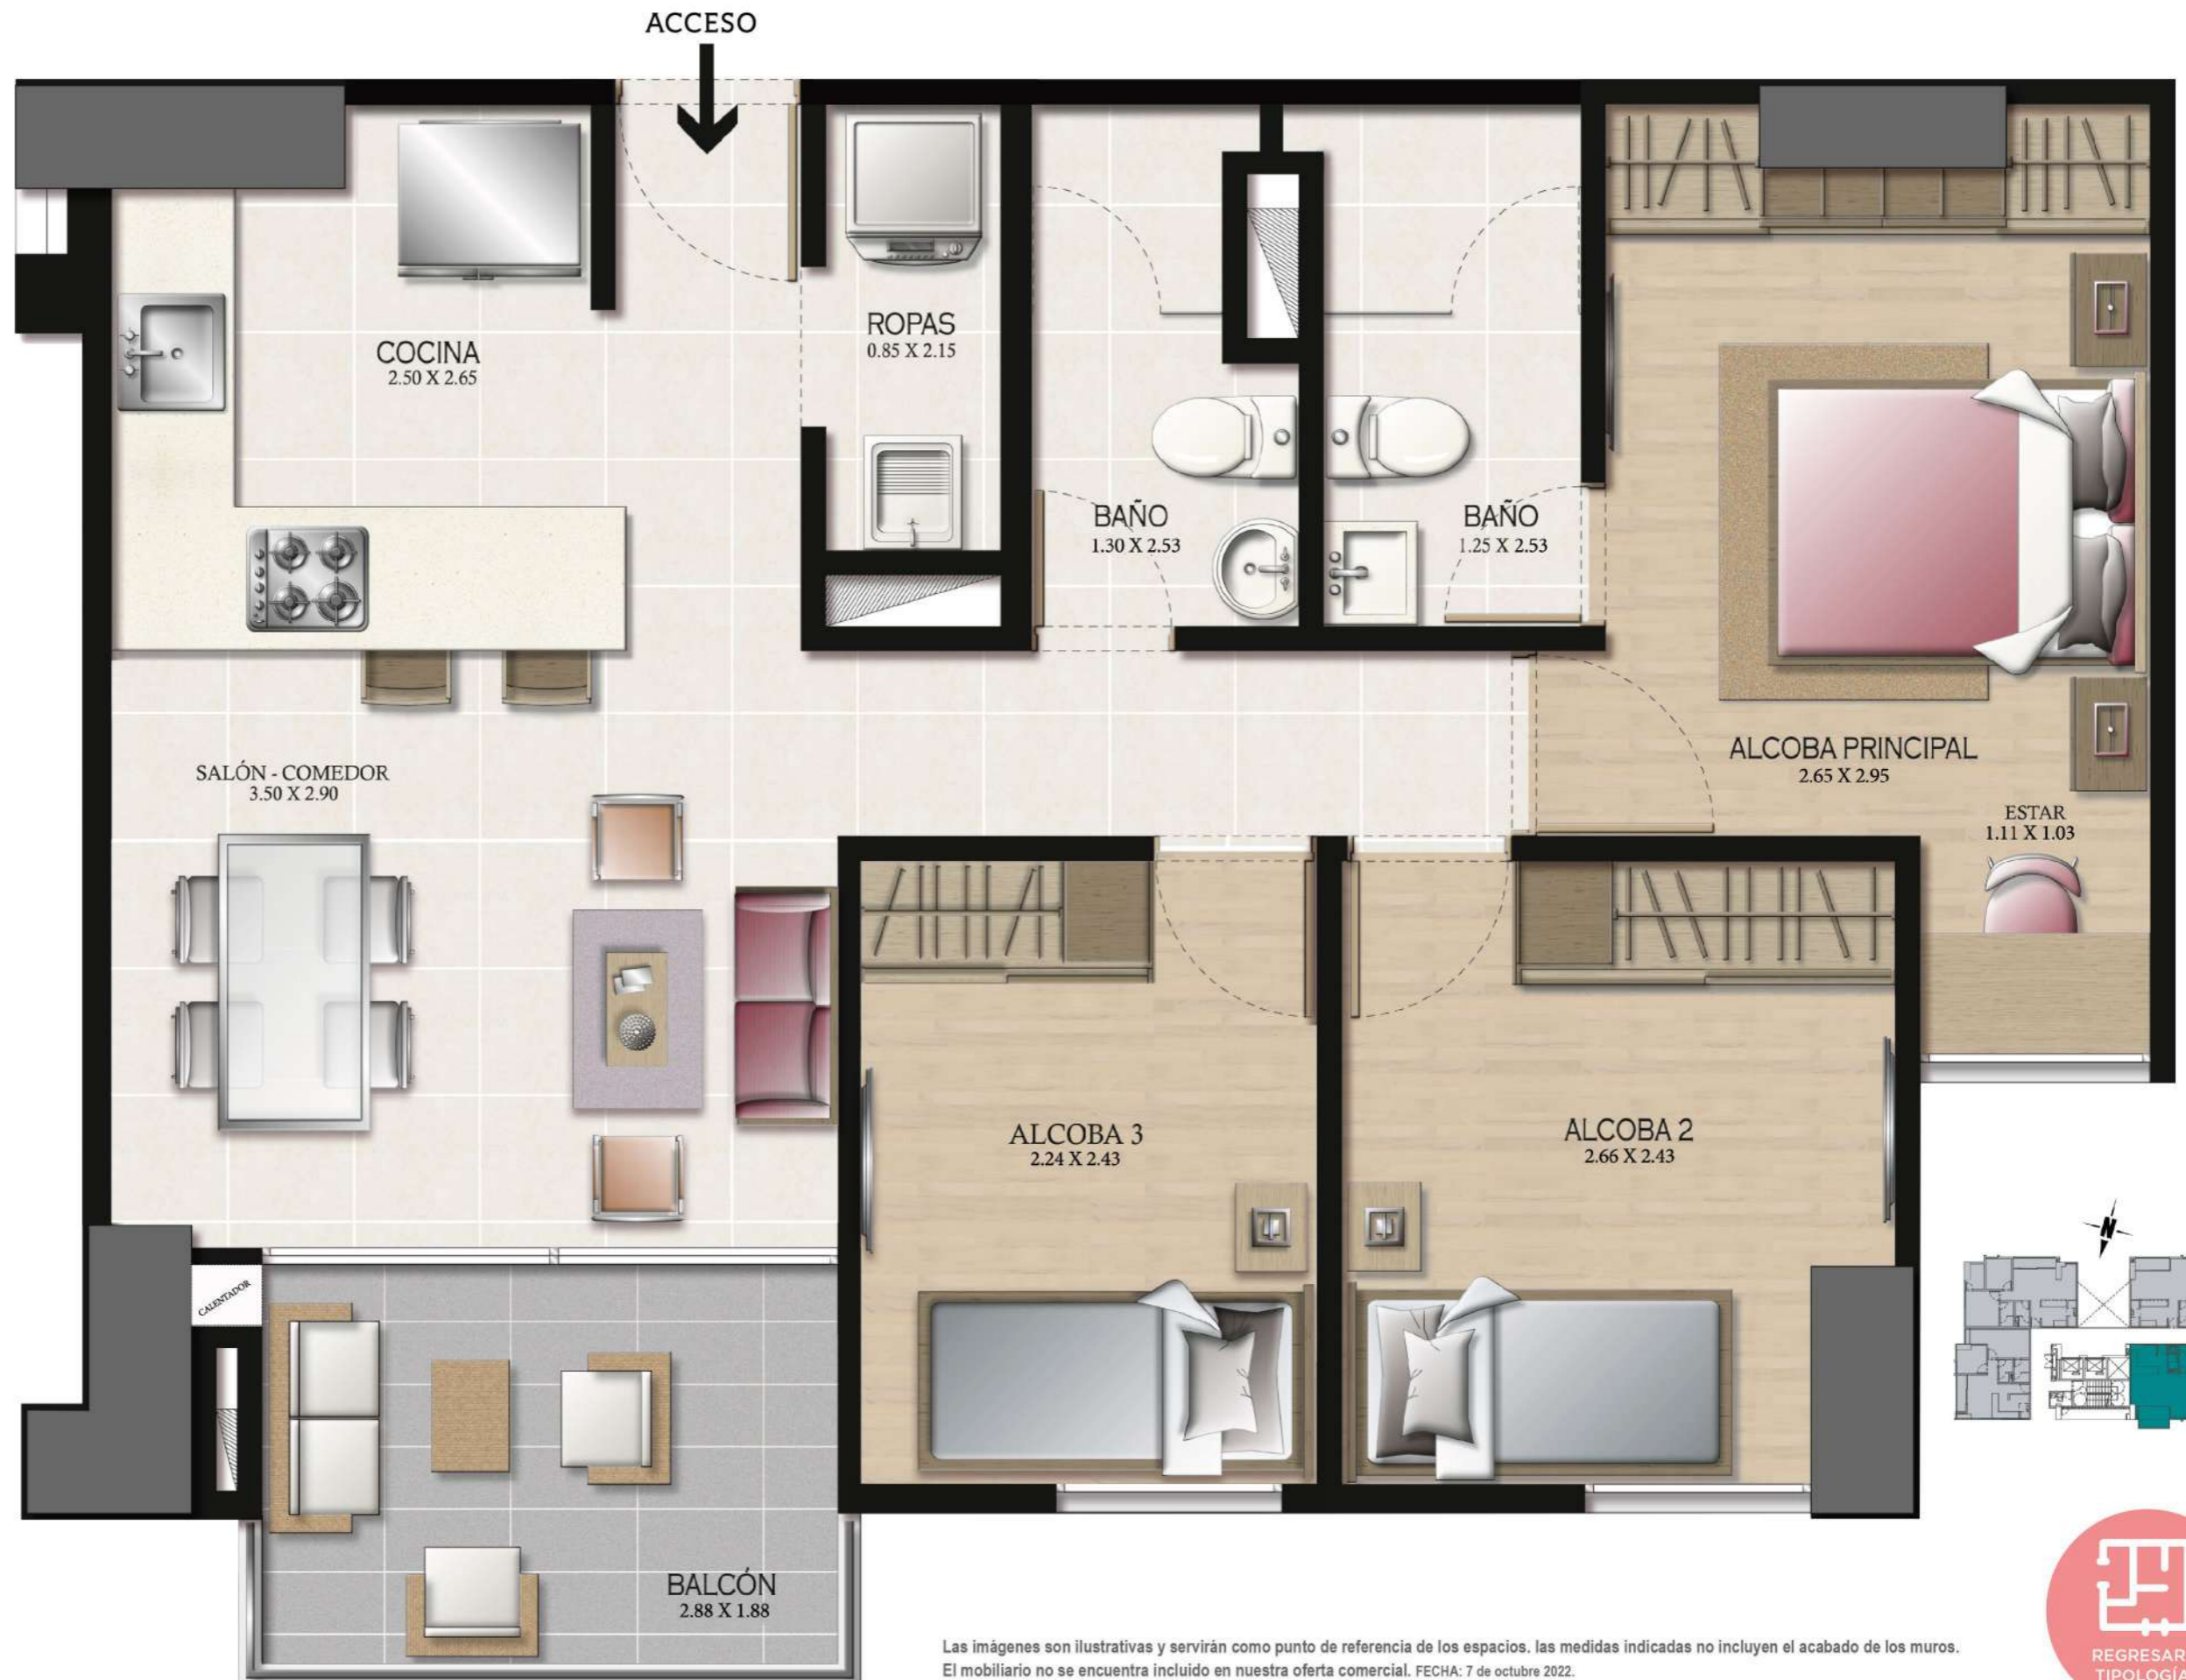 ACCESO
COCINA
2.50 X 2.65
ROPAS
0.85 X 2.15
BAÑO
1.30 X 2.53
BAÑO
1.25 X 2.53
ALCOBA PRINCIPAL
2.65 X 2.95
SALÓN - COMEDOR
3.50 X 2.90
ESTAR
1.11 X 1.03
ALCOBA 3
2.24 X 2.43
ALCOBA 2
2.66 X 2.43
N
CALENTADOR
BALCÓN
2.88 X 1.88
Las imágenes son ilustrativas y servirán como punto de referencia de los espacios. las medidas indicadas no incluyen el acabado de los muros.
El mobiliario no se encuentra incluido en nuestra oferta comercial. FECHA: 7 de octubre 2022.
REGRESAR
TIPOLOGÍA